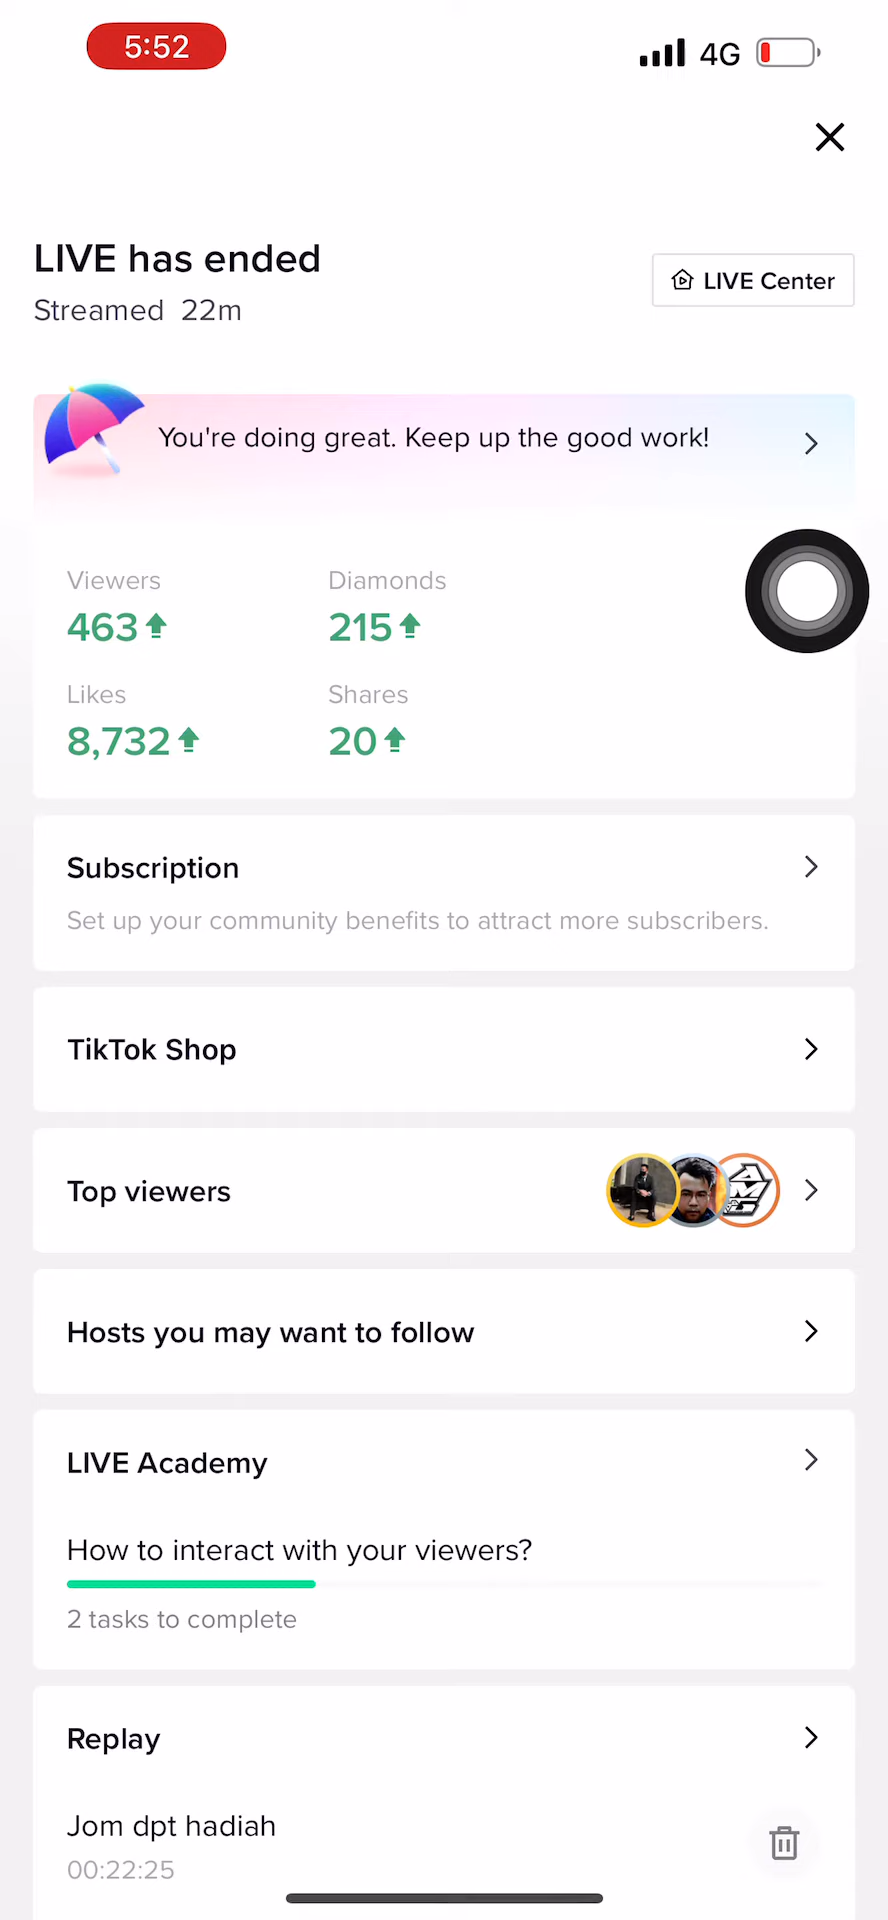 5:52
4G
LIVE has ended
LIVE Center
Streamed 22m
You're doing great. Keep up the good work!
Viewers
Diamonds
463
215
Likes
Shares
8,732
20
Subscription
Set up your community benefits to attract more subscribers.
TikTok Shop
Top viewers
AMG
Hosts you may want to follow
LIVE Academy
How to interact with your viewers?
2 tasks to complete
Replay
Jom dpt hadiah
00:22:25